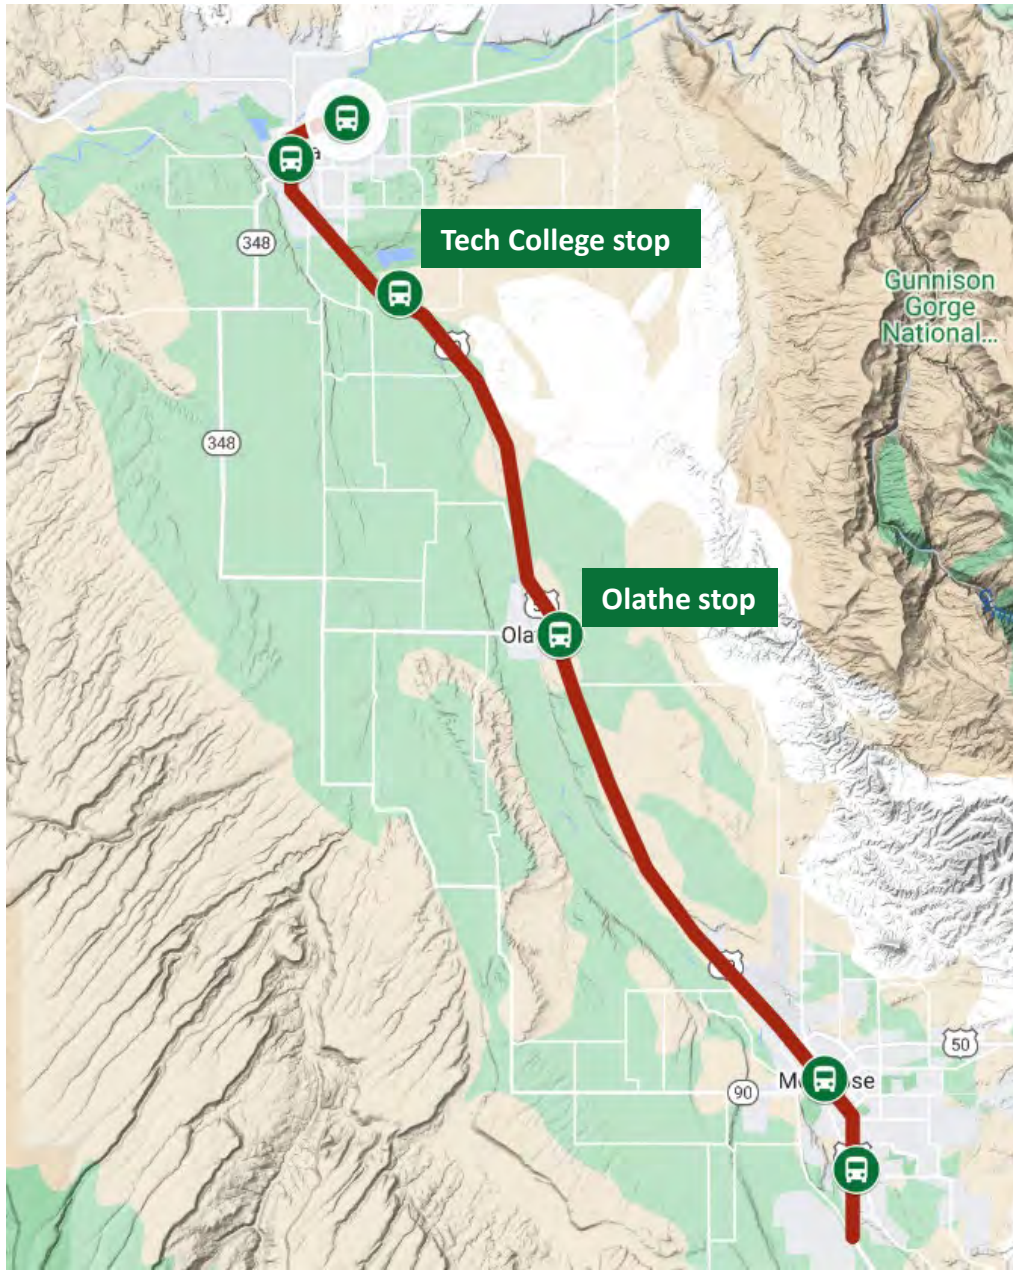 348
Tech College stop
Gunnison
Gorge
National...
348
Olathe stop
50
90